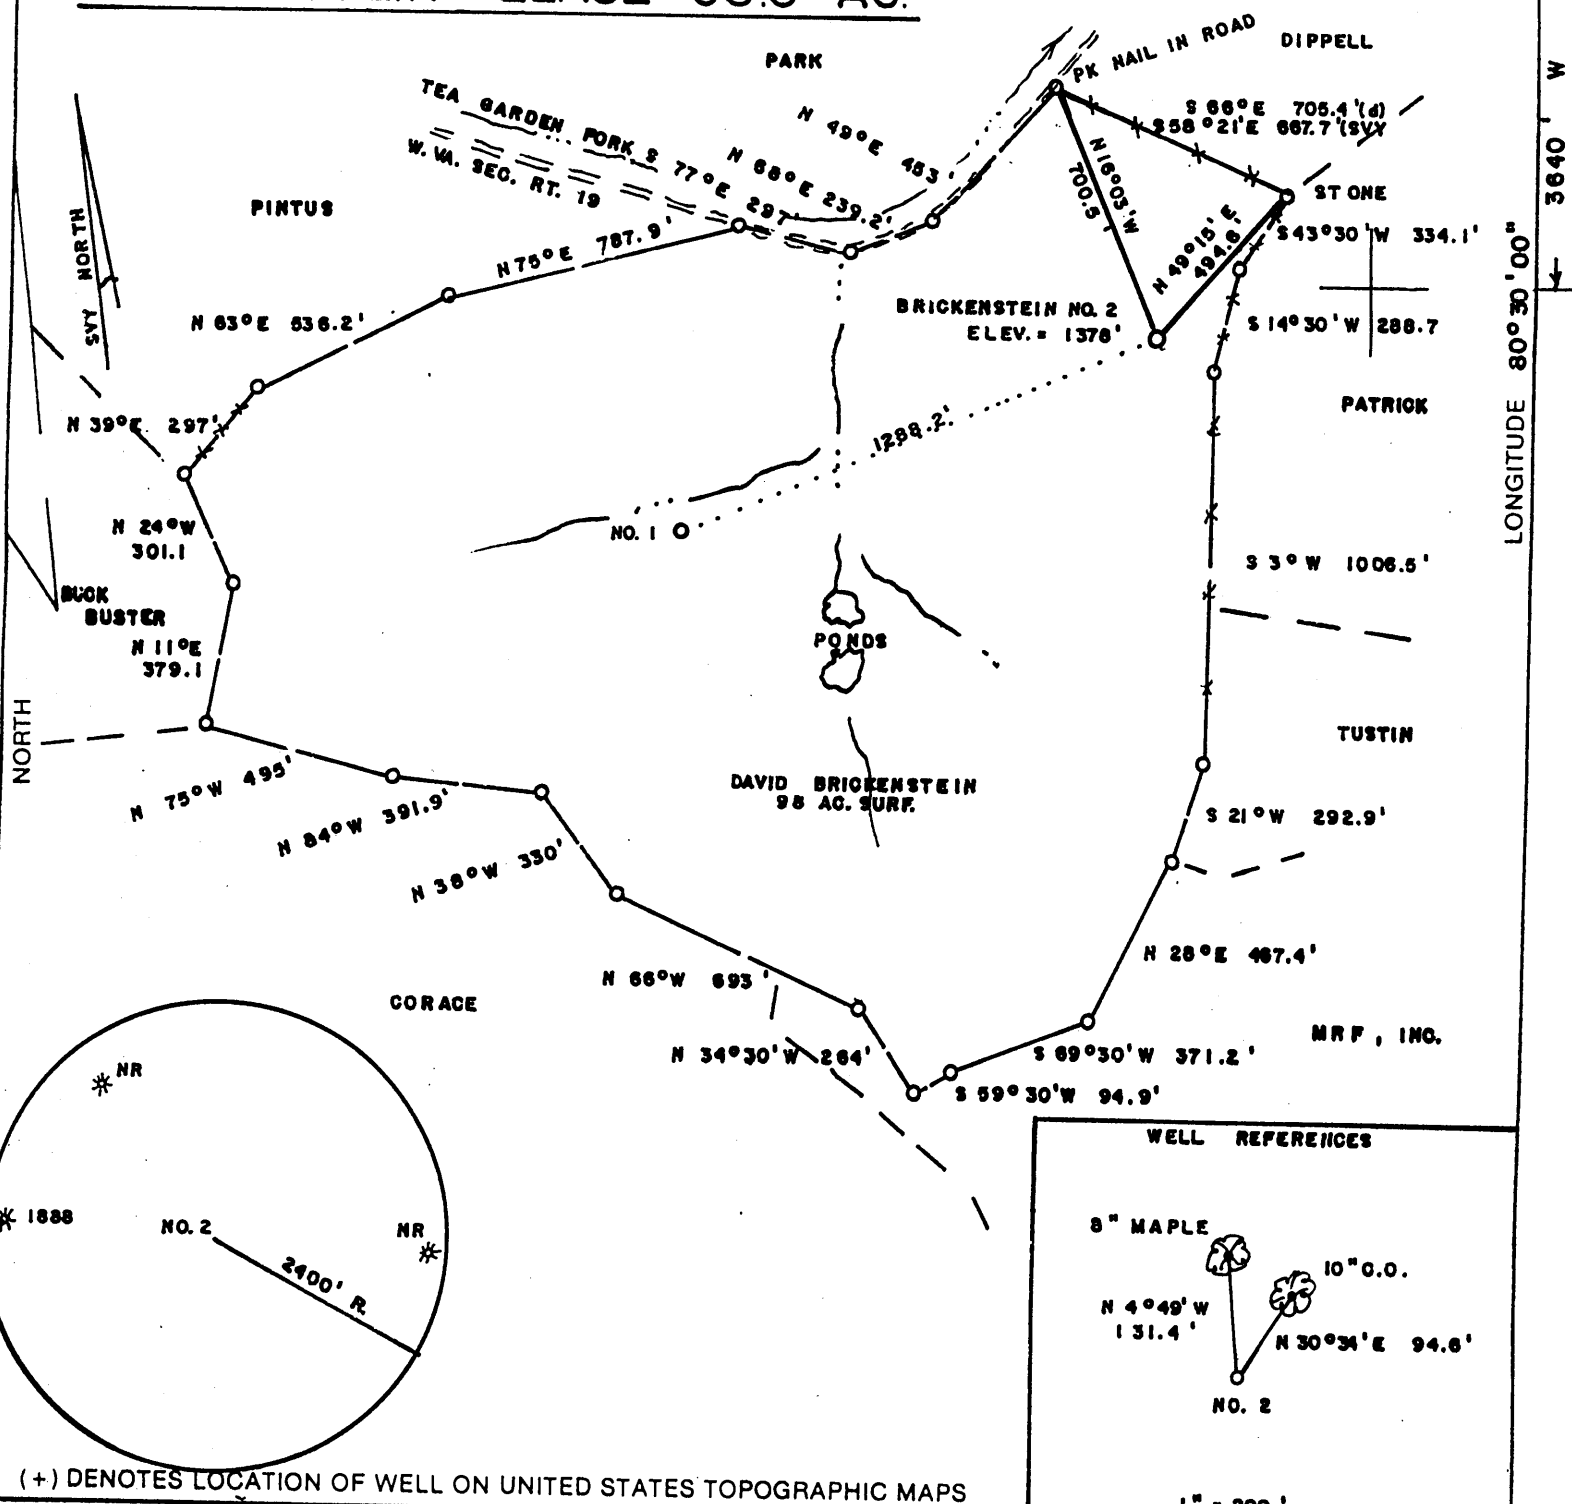 PARK
PK NAIL IN ROAD
DIPPELL
TEA GARDEN FORK
W. VA. SEC. RT. 19
S 77°E 297'
N 68°E 239.2'
N 49°E 453'
S 66°E 705.4'(d)
S58°21'E 667.7'(SVY
3640' W
PINTUS
SVY NORTH
N 16°03'W
700.5'
STONE
N 49°15'E
494.6'
S43°30'W 334.1'
N75°E 787.9'
BRICKENSTEIN NO. 2
ELEV. = 1378'
N 63°E 536.2'
S 14°30'W 288.7
LONGITUDE 80°30'00"
PATRICK
N 39°E 297'
1288.2'
N 24°W
301.1
NO. 1
S 3°W 1006.5'
BUCK
BUSTER
N 11°E
379.1
PONDS
NORTH
TUSTIN
N 75°W 495'
DAVID BRICKENSTEIN
98 AC. SURF.
N 84°W 391.9'
S 21°W 292.9'
N 38°W 330'
N 28°E 467.4'
N 66°W 693'
CORACE
MRF, INC.
N 34°30'W 264'
S 69°30'W 371.2'
S 59°30'W 94.9'
NR
WELL REFERENCES
1888
NO. 2
NR
2400' R.
8" MAPLE
10" C.O.
N 4°49'W
131.4'
N 30°34'E 94.6'
NO. 2
(+) DENOTES LOCATION OF WELL ON UNITED STATES TOPOGRAPHIC MAPS